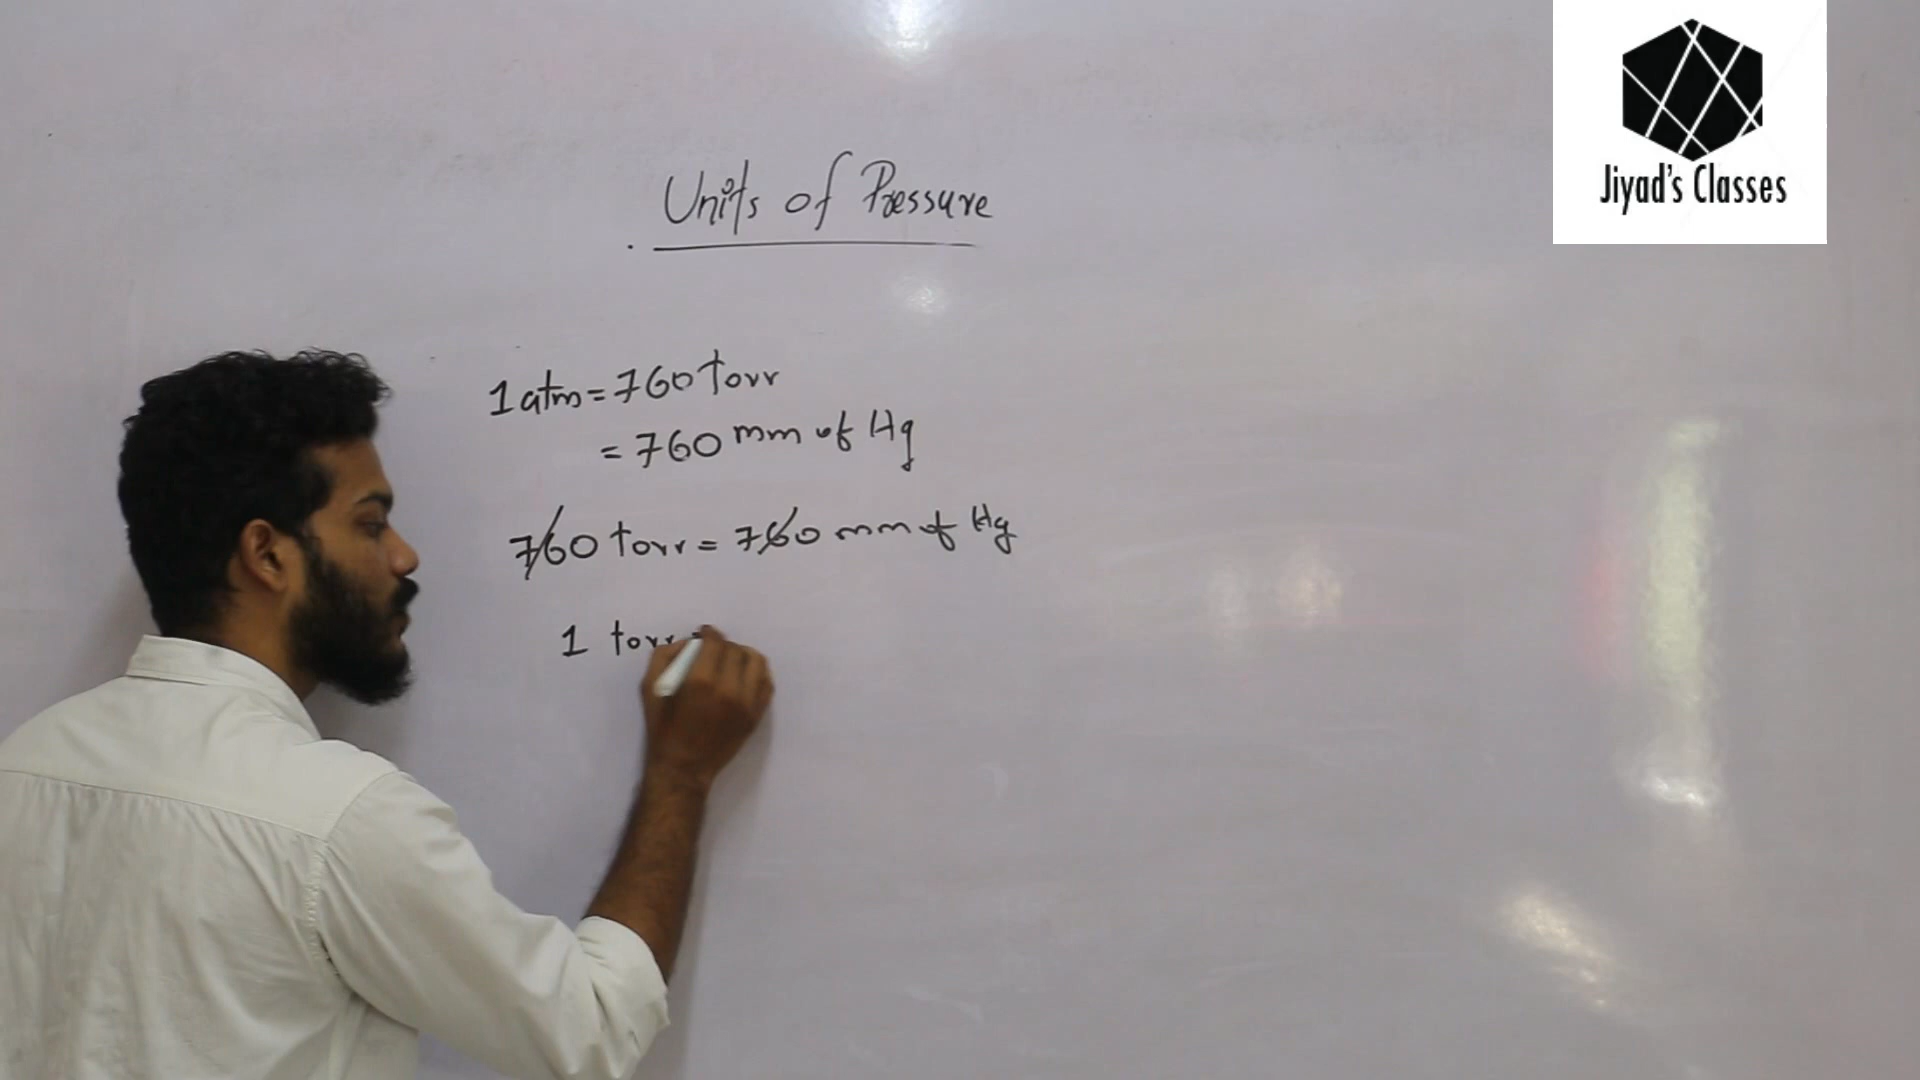 Jiyad's Classes
Units of Pressure
1 atm = 760 torr
= 760 mm of Hg
760 torr = 760 mm of Hg
1 torr =